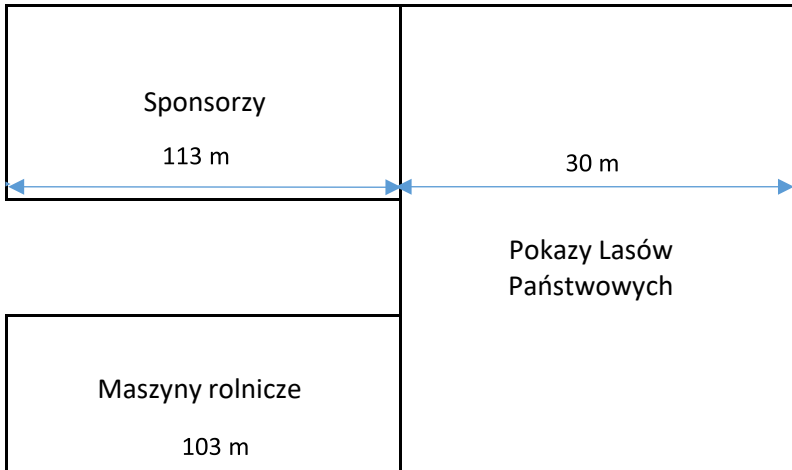 Sponsorzy
113 m
30 m
Pokazy Lasów
Państwowych
Maszyny rolnicze
103 m